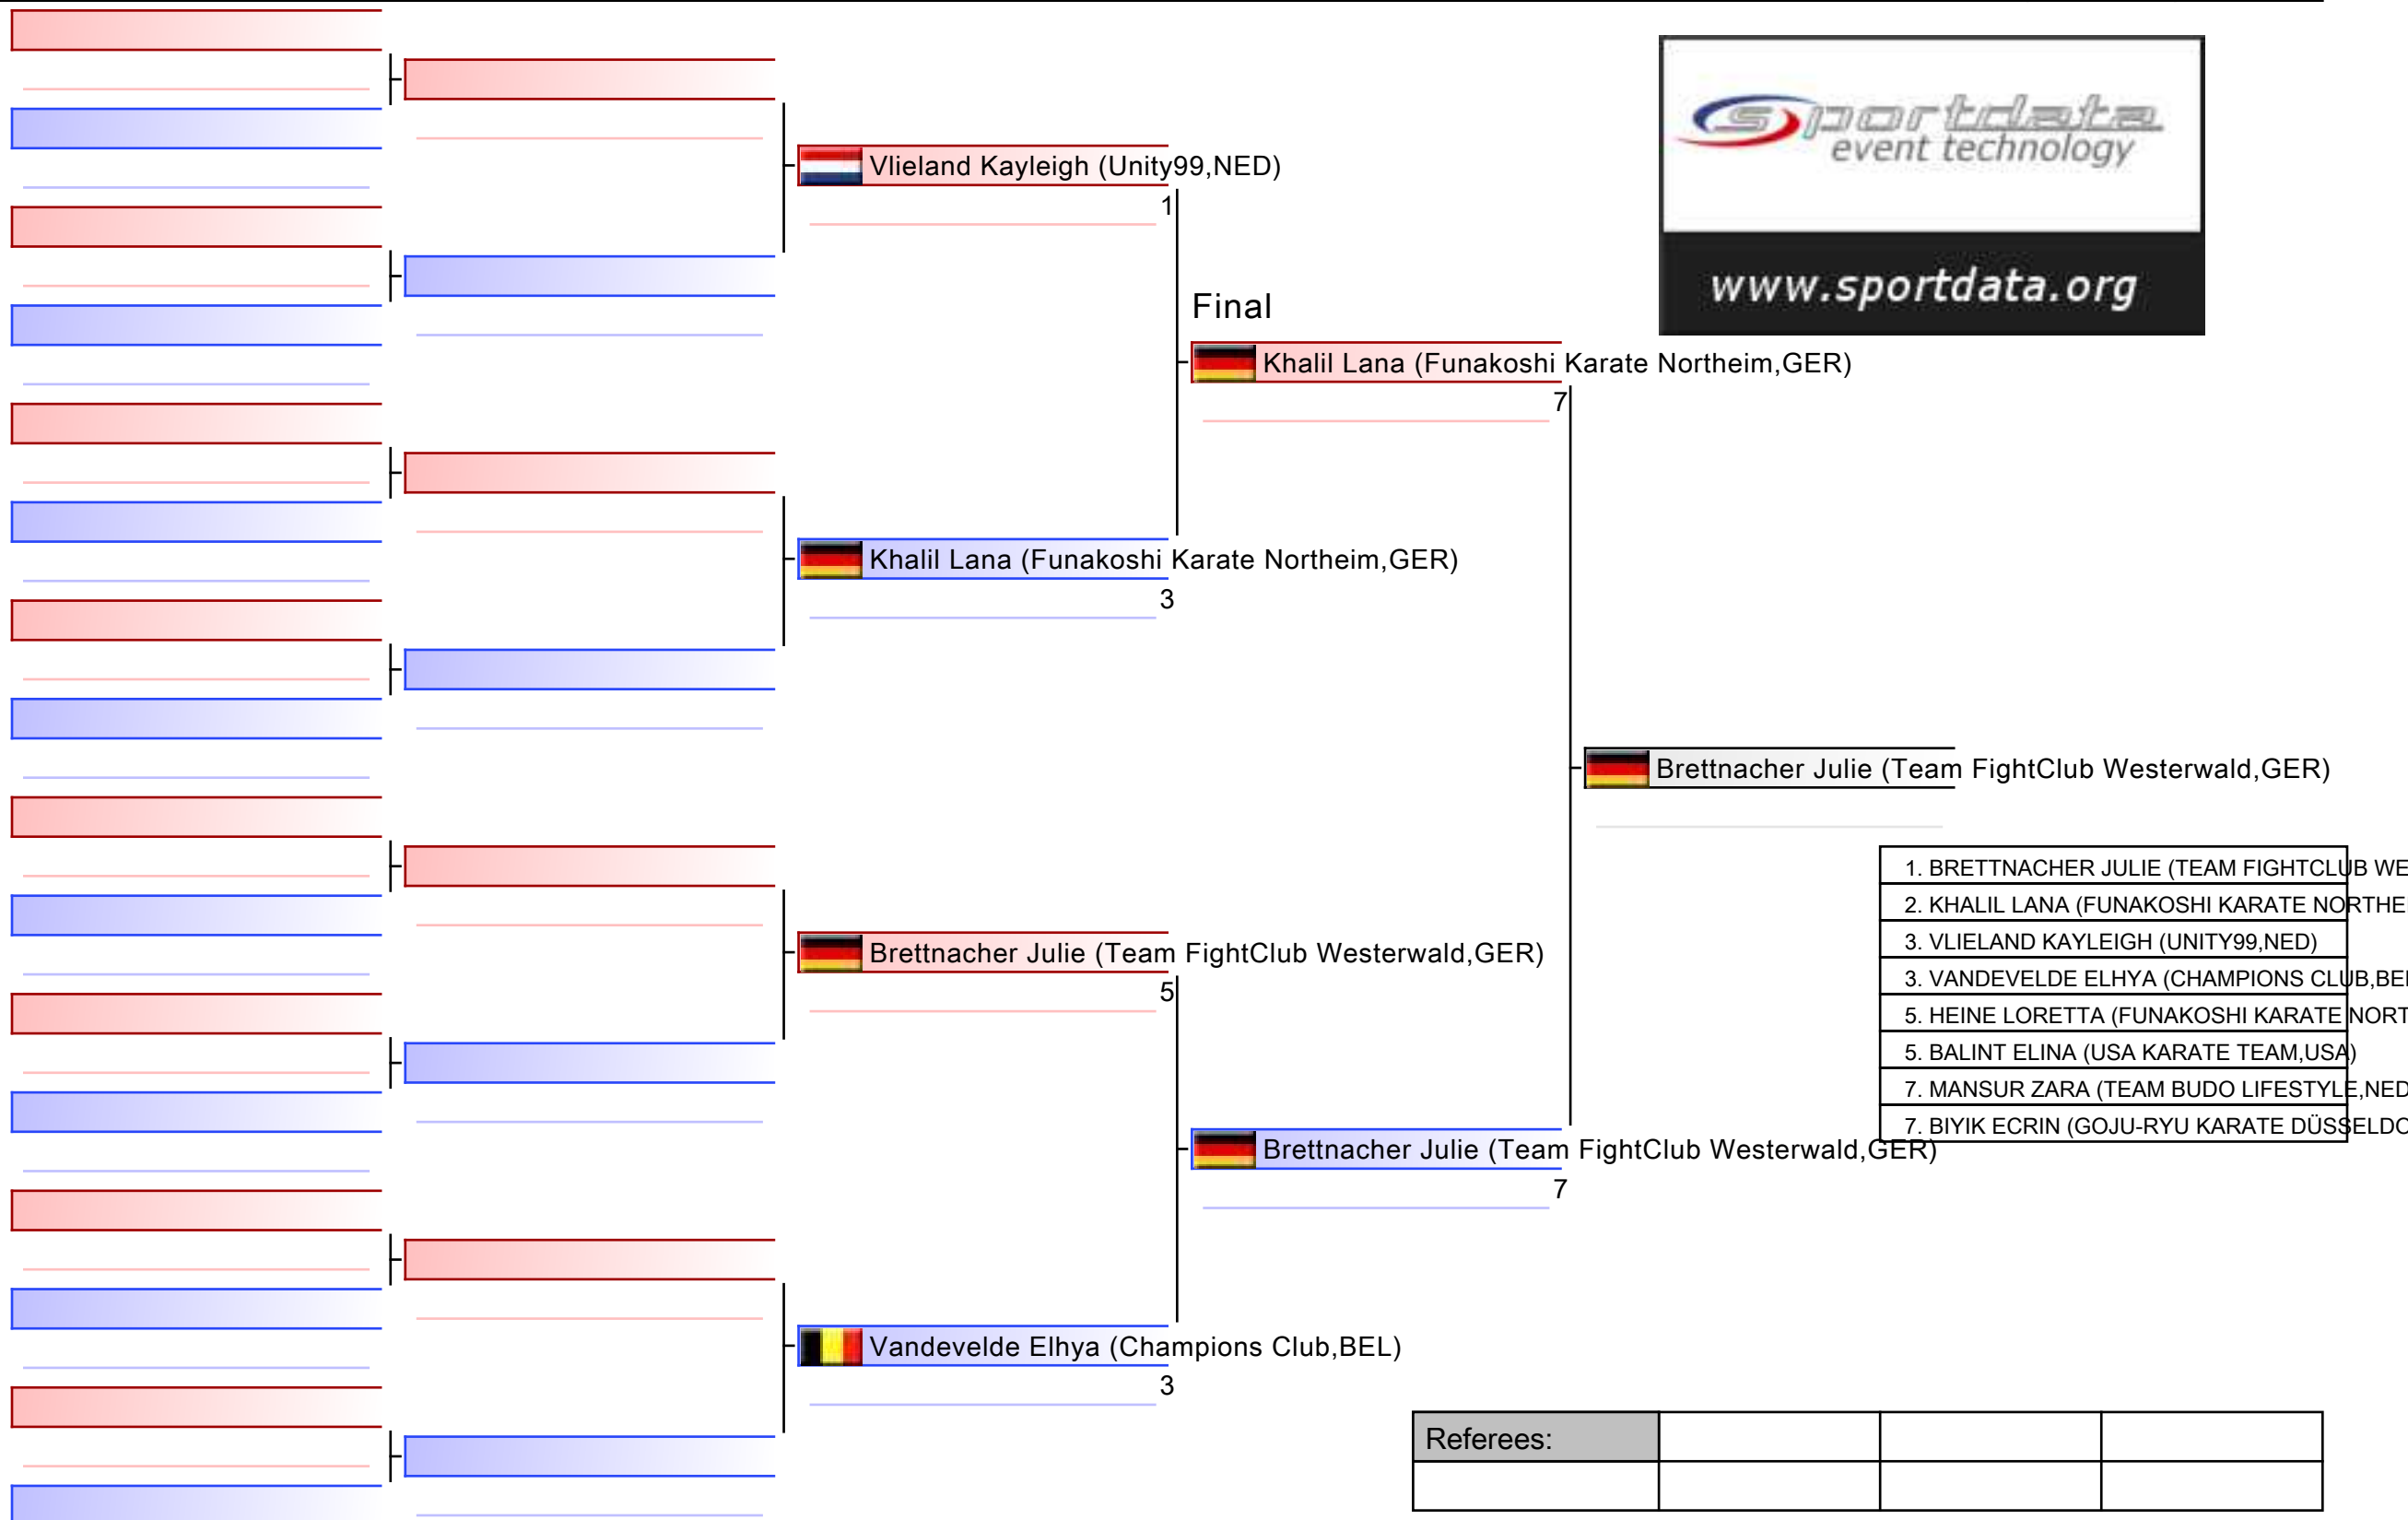 sportdata
event technology
www.sportdata.org
Vlieland Kayleigh (Unity99,NED)
1
Final
Khalil Lana (Funakoshi Karate Northeim,GER)
7
Khalil Lana (Funakoshi Karate Northeim,GER)
3
Brettnacher Julie (Team FightClub Westerwald,GER)
1. BRETTNACHER JULIE (TEAM FIGHTCLUB WE
2. KHALIL LANA (FUNAKOSHI KARATE NORTHE
3. VLIELAND KAYLEIGH (UNITY99,NED)
3. VANDEVELDE ELHYA (CHAMPIONS CLUB,BEL
5. HEINE LORETTA (FUNAKOSHI KARATE NORT
5. BALINT ELINA (USA KARATE TEAM,USA)
7. MANSUR ZARA (TEAM BUDO LIFESTYLE,NED
7. BIYIK ECRIN (GOJU-RYU KARATE DÜSSELDO
Brettnacher Julie (Team FightClub Westerwald,GER)
5
Brettnacher Julie (Team FightClub Westerwald,GER)
7
Vandevelde Elhya (Champions Club,BEL)
3
Referees: